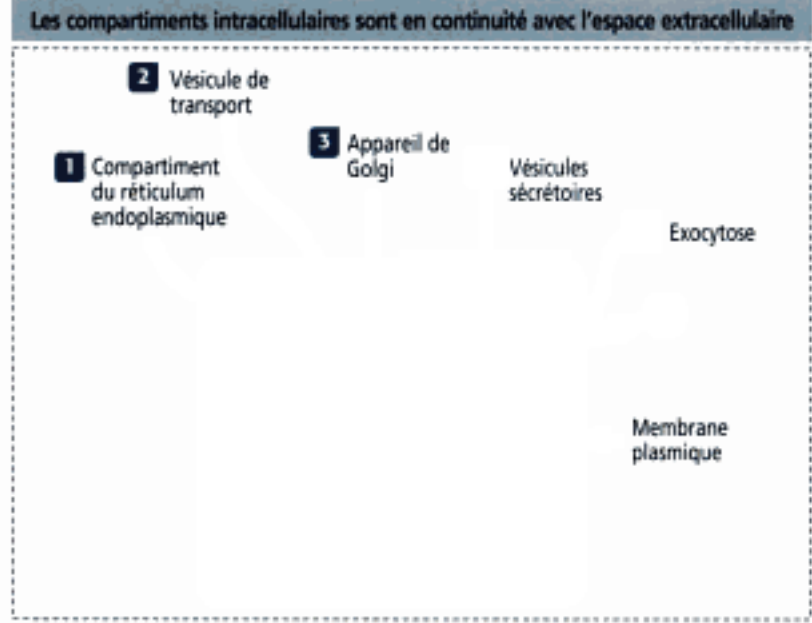 Les compartiments intracellulaires sont en continuité avec l'espace extracellulaire
2 Vésicule de
transport
3 Appareil de
Golgi
1 Compartiment
du réticulum
endoplasmique
Vésicules
sécrétoires
Exocytose
Membrane
plasmique